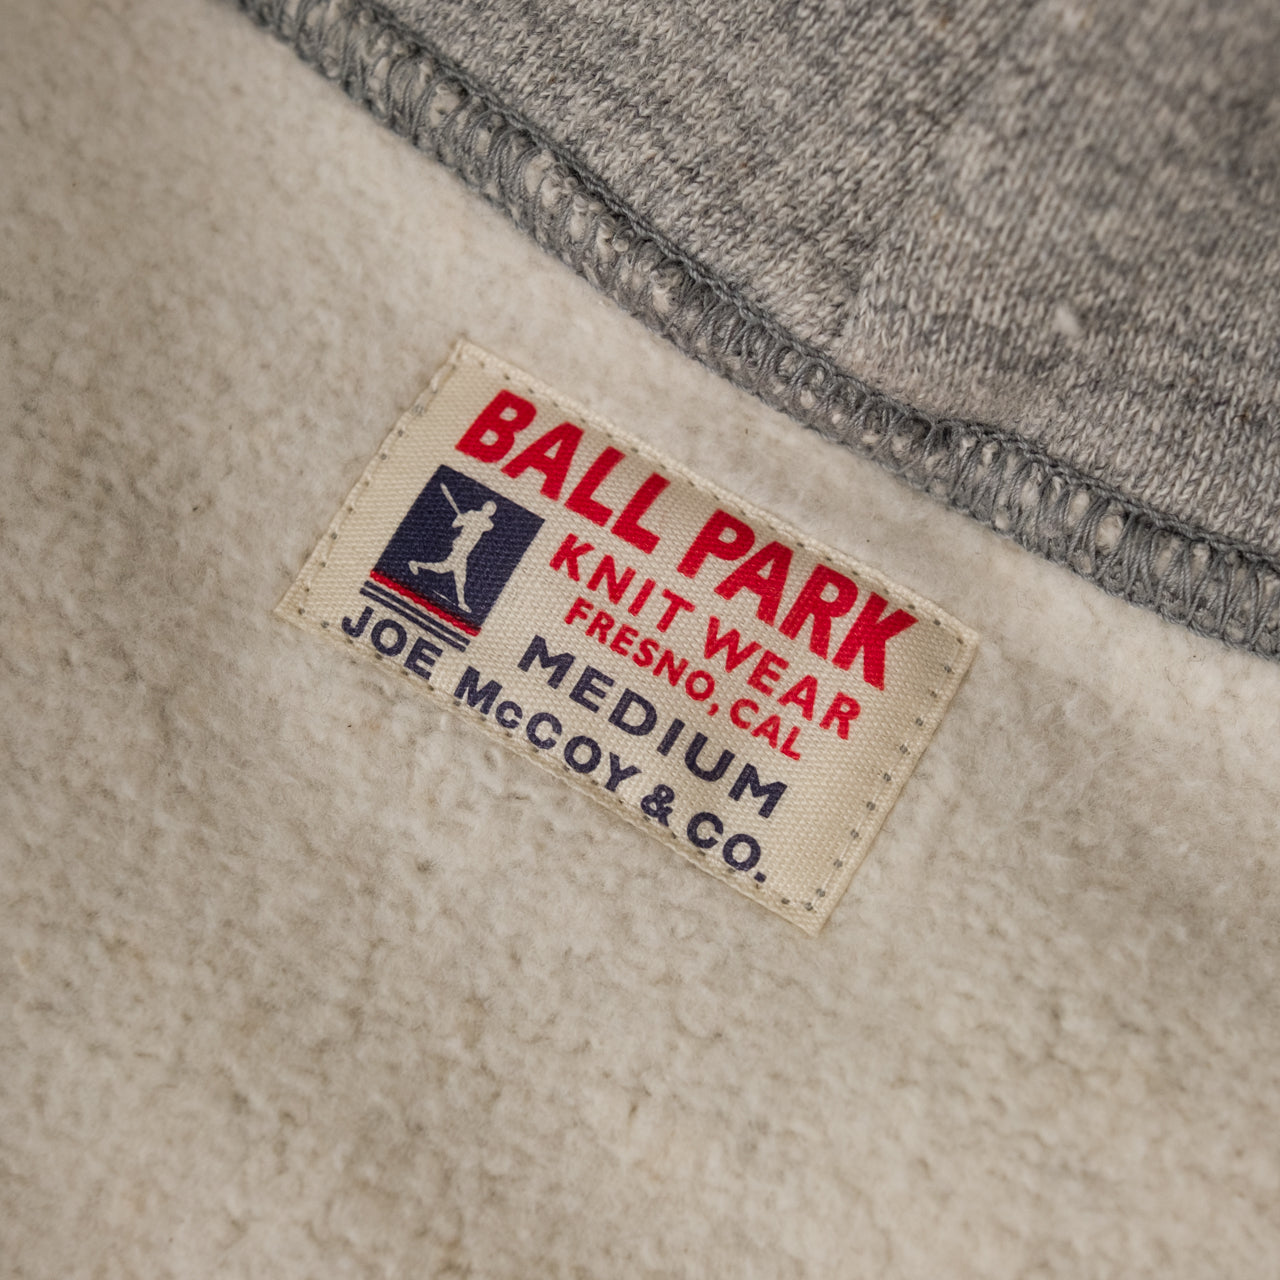 BALL PARK
KNIT WEAR
FRESNO, CAL
MEDIUM
JOE McCOY & CO.